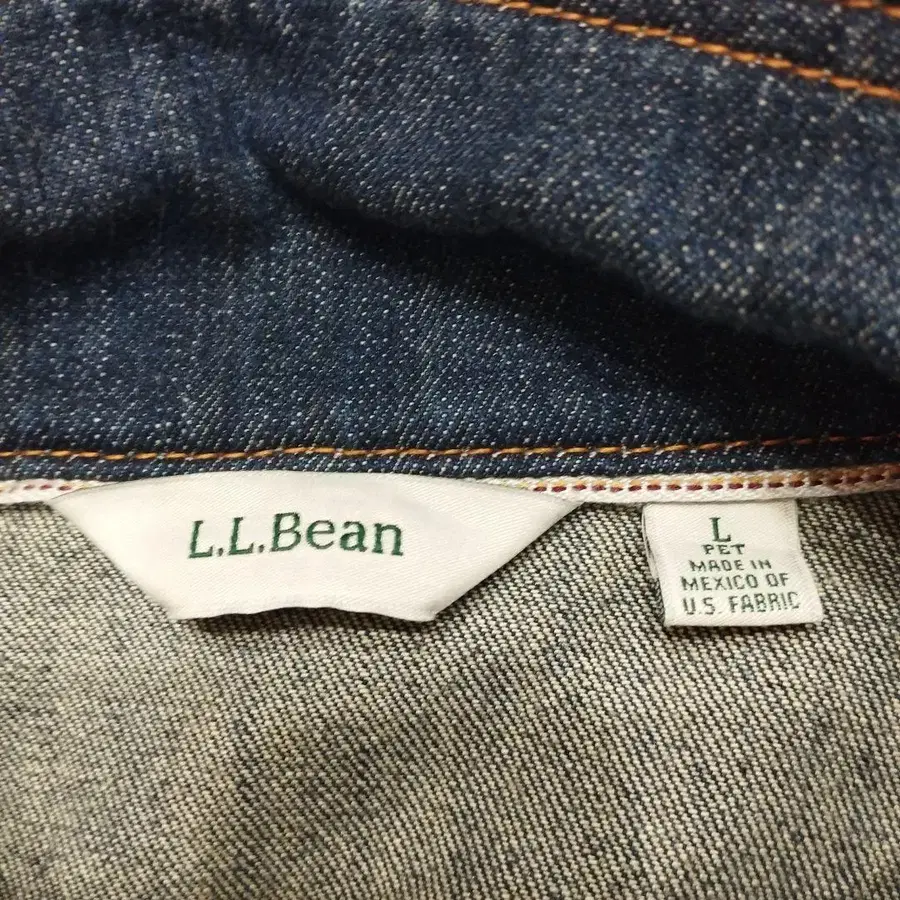 L.L.Bean
L
PET
MADE IN
MEXICO OF
U.S. FABRIC